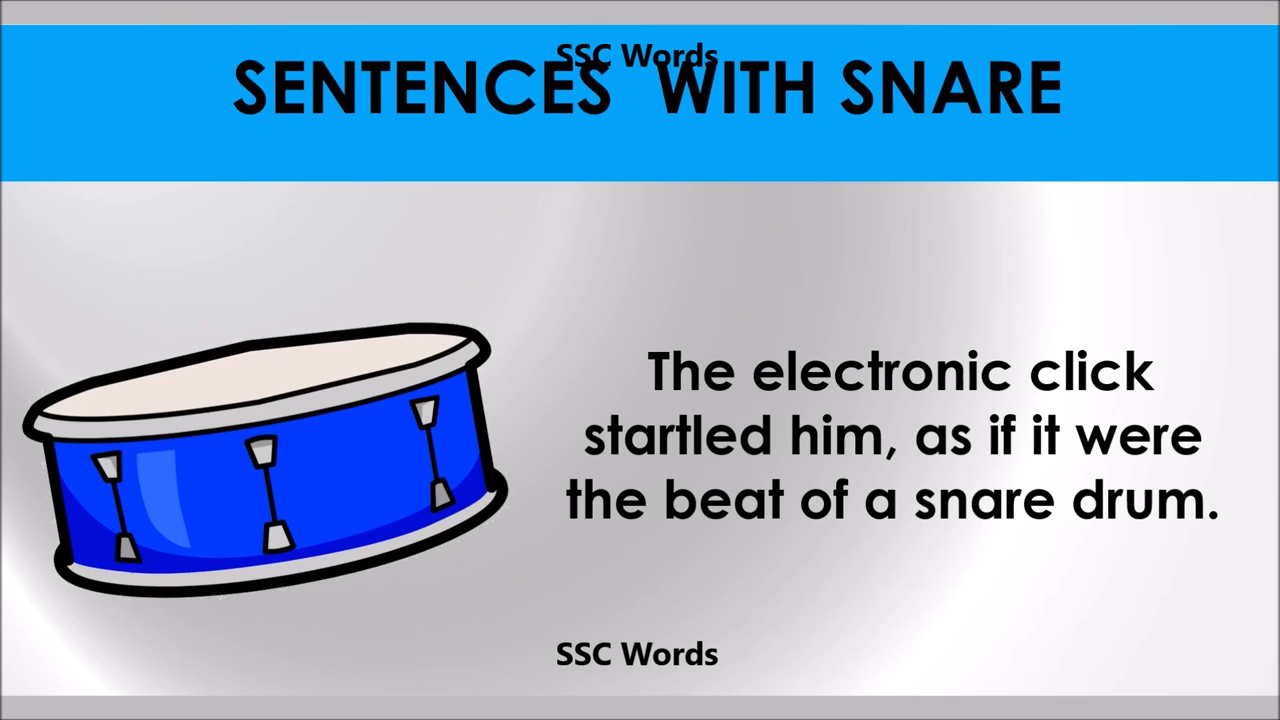 SSC Words
SENTENCES WITH SNARE
The electronic click
startled him, as if it were
the beat of a snare drum.
SSC Words